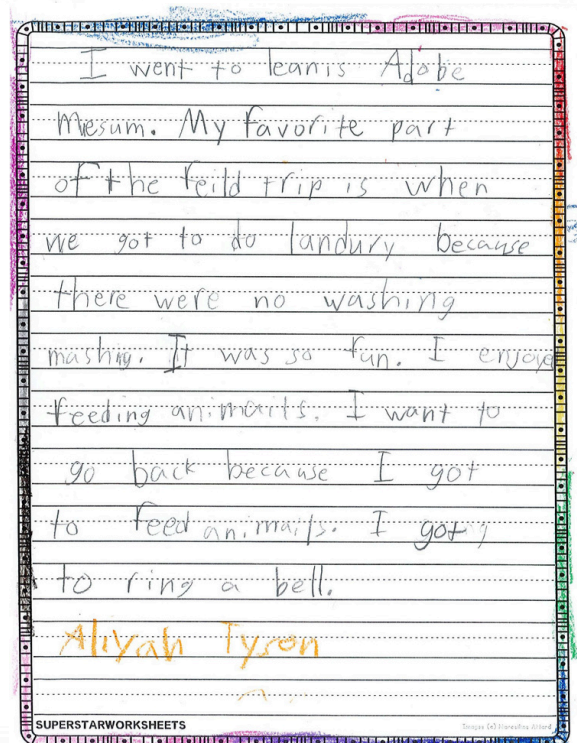 I went to leanis Adobe
Mesum. My favorite part
of the feild trip is when
we got to do landury because
there were no washing
mashing. It was so fun. I enjoye
feeding animails. I want to
go back because I got
to feed animails. I got
to ring a bell.
Aliyah Tyson
SUPERSTARWORKSHEETS